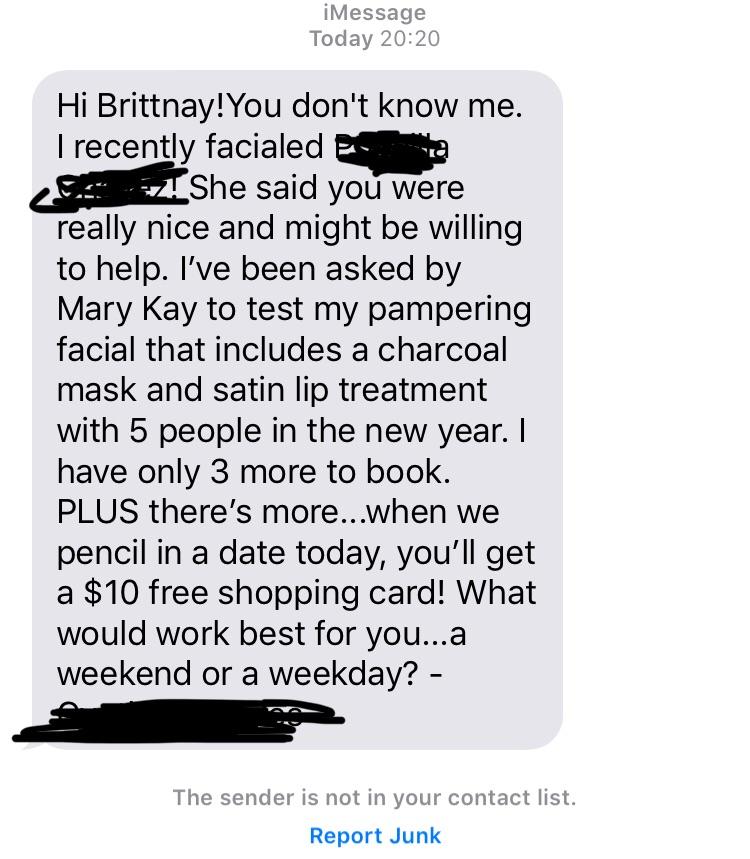 iMessage
Today 20:20
Hi Brittnay!You don't know me.
I recently facialed
She said you were
really nice and might be willing
to help. I've been asked by
Mary Kay to test my pampering
facial that includes a charcoal
mask and satin lip treatment
with 5 people in the new year. I
have only 3 more to book.
PLUS there's more...when we
pencil in a date today, you'll get
a $10 free shopping card! What
would work best for you...a
weekend or a weekday? -
The sender is not in your contact list.
Report Junk